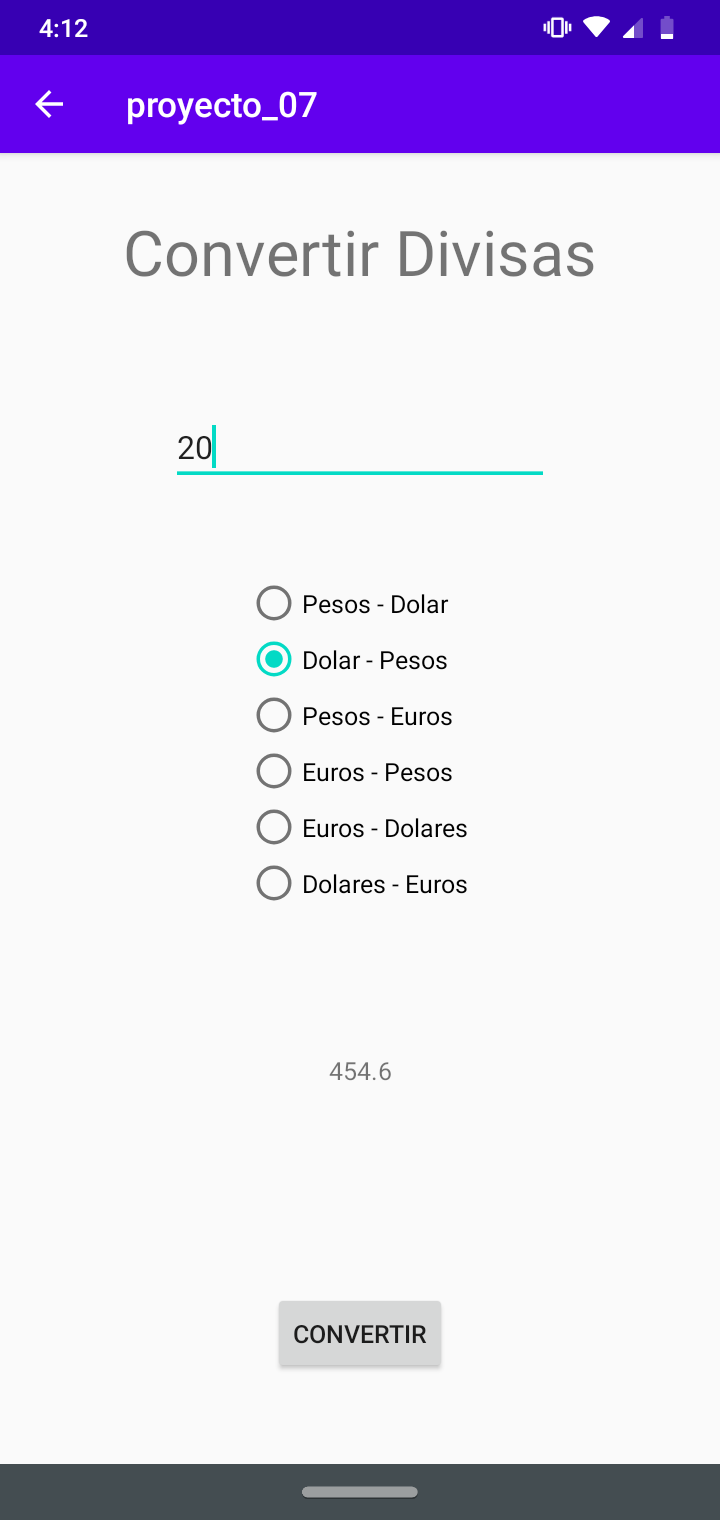 4:12
proyecto_07
Convertir Divisas
20
Pesos - Dolar
Dolar - Pesos
Pesos - Euros
Euros - Pesos
Euros - Dolares
Dolares - Euros
454.6
CONVERTIR